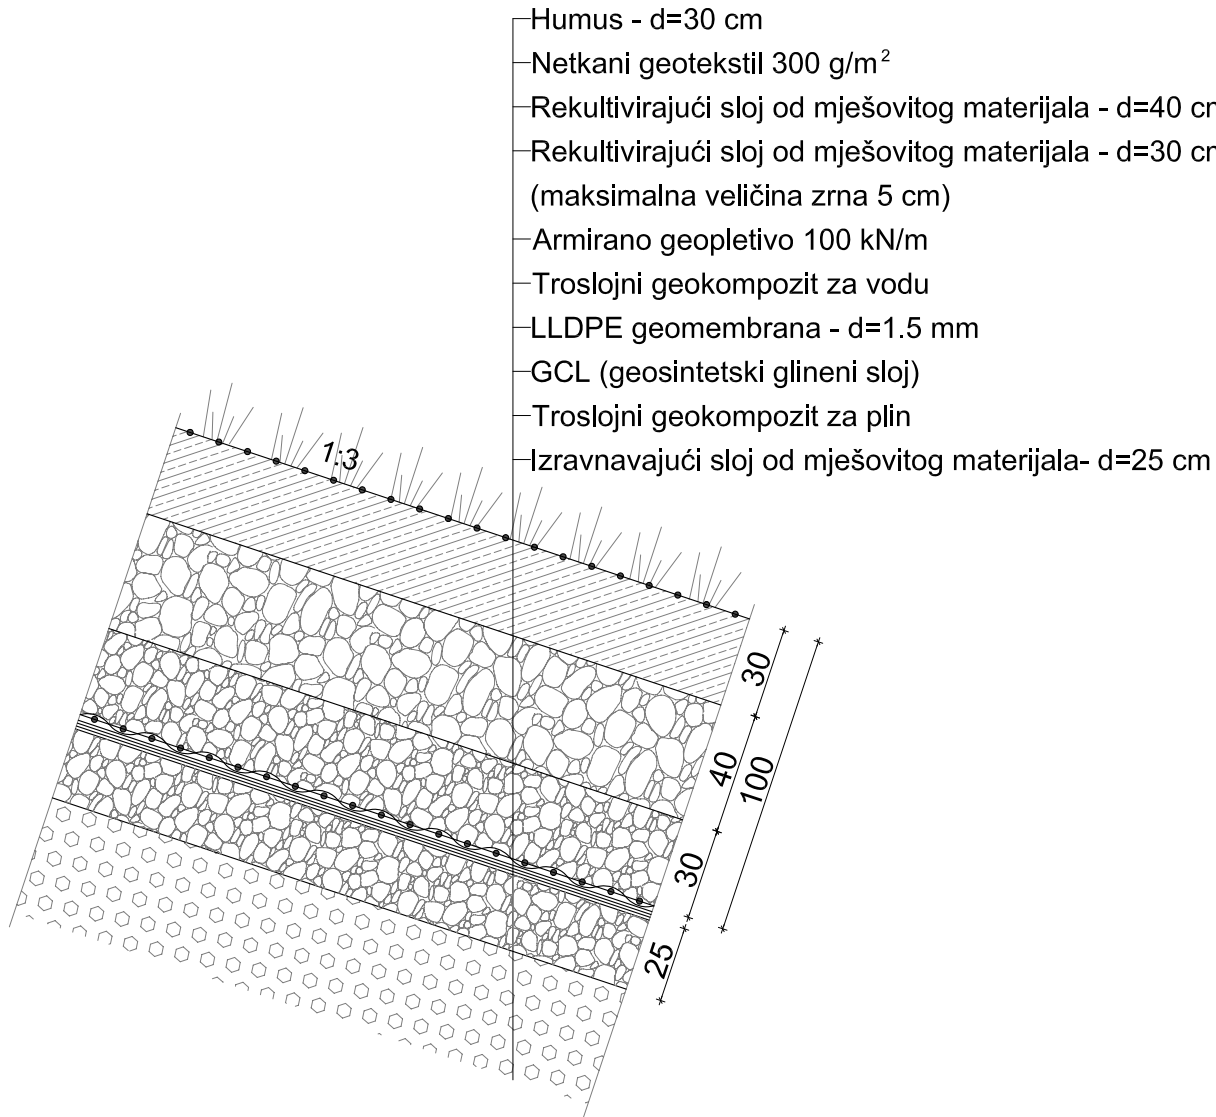 Humus - d=30 cm
Netkani geotekstil 300 g/m²
Rekultivirajući sloj od mješovitog materijala - d=40 cm
Rekultivirajući sloj od mješovitog materijala - d=30 cm
(maksimalna veličina zrna 5 cm)
Armirano geopletivo 100 kN/m
Troslojni geokompozit za vodu
LLDPE geomembrana - d=1.5 mm
GCL (geosintetski glineni sloj)
Troslojni geokompozit za plin
Izravnavajući sloj od mješovitog materijala- d=25 cm
1:3
30
40
100
30
25